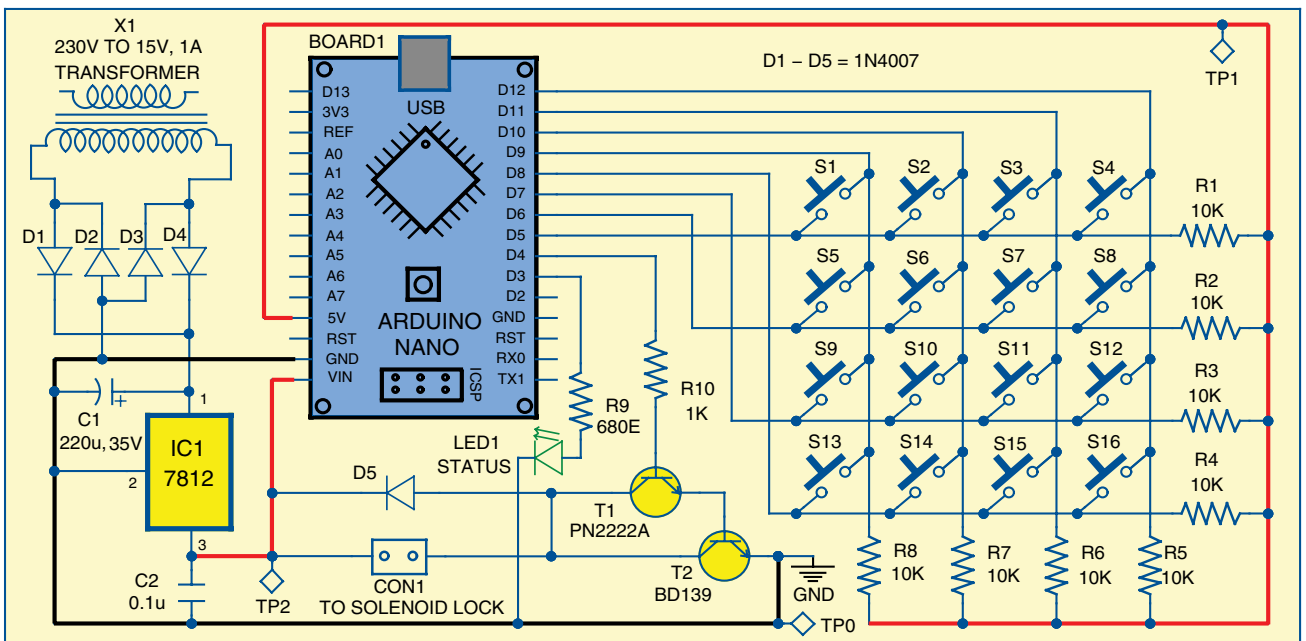 X1
230V TO 15V, 1A
TRANSFORMER
BOARD1
D1 – D5 = 1N4007
TP1
USB
D13
3V3
REF
A0
A1
A2
A3
A4
A5
A6
A7
5V
RST
GND
VIN
D12
D11
D10
D9
D8
D7
D6
D5
D4
D3
D2
GND
RST
RX0
TX1
ARDUINO
NANO
ICSP
D1
D2
D3
D4
S1
S2
S3
S4
R1
10K
S5
S6
S7
S8
R2
10K
S9
S10
S11
S12
R3
10K
S13
S14
S15
S16
R4
10K
R8
10K
R7
10K
R6
10K
R5
10K
C1
+
220u, 35V
1
IC1
7812
2
3
C2
0.1u
TP2
D5
CON1
TO SOLENOID LOCK
LED1
STATUS
R9
680E
R10
1K
T1
PN2222A
T2
BD139
GND
TP0